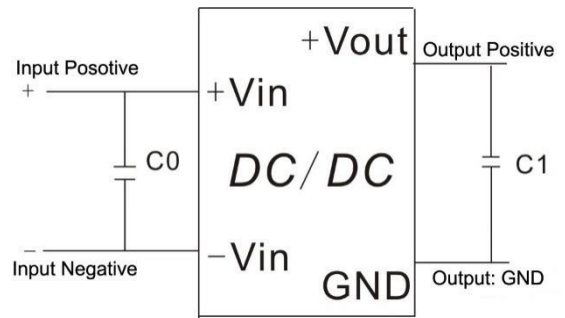 +Vout
Output Positive
Input Posotive
+
+Vin
C0
DC/DC
C1
−
−Vin
Input Negative
GND
Output: GND